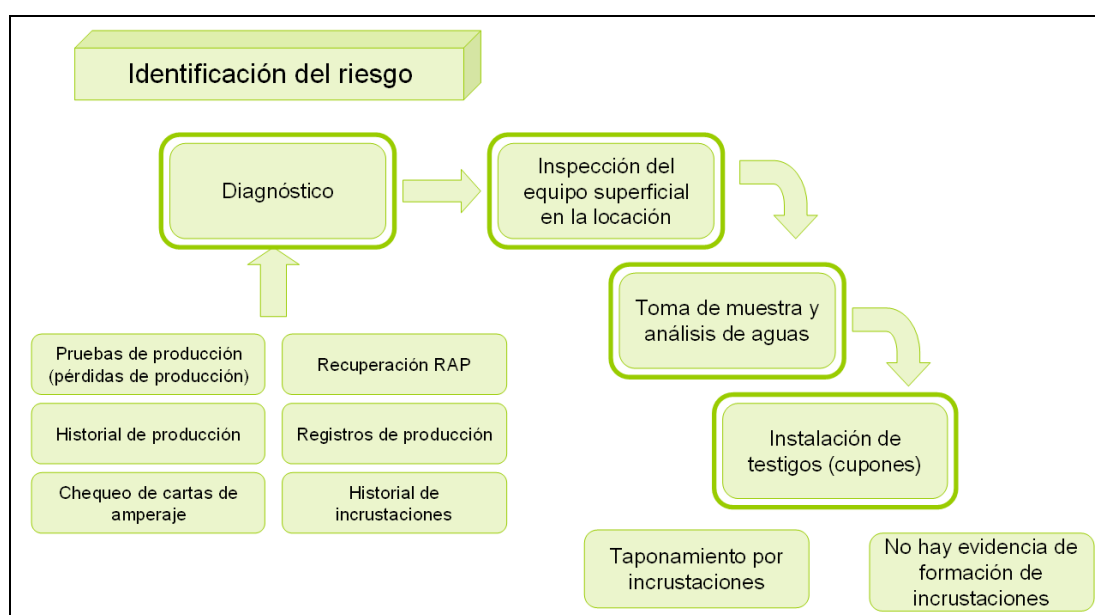 Identificación del riesgo
Diagnóstico
Inspección del
equipo superficial
en la locación
Toma de muestra y
análisis de aguas
Instalación de
testigos (cupones)
Pruebas de producción
(pérdidas de producción)
Recuperación RAP
Historial de producción
Registros de producción
Chequeo de cartas de
amperaje
Historial de
incrustaciones
Taponamiento por
incrustaciones
No hay evidencia de
formación de
incrustaciones